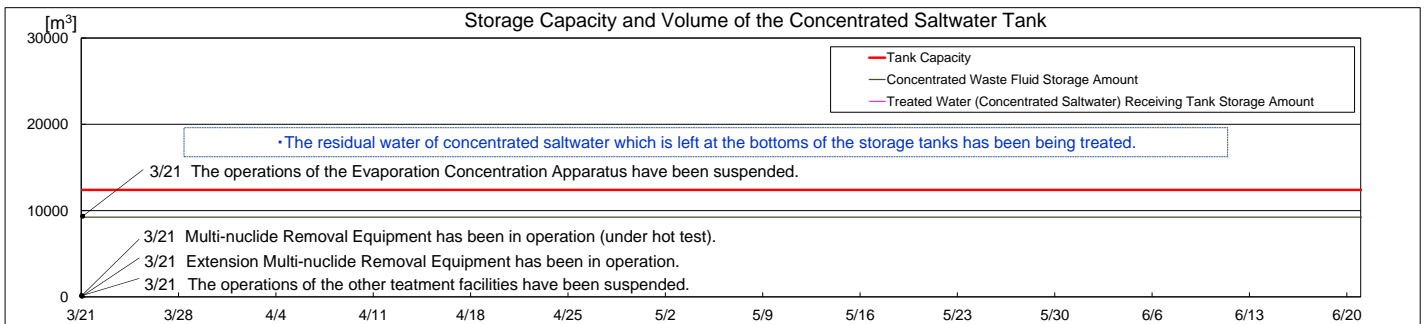 Storage Capacity and Volume of the Concentrated Saltwater Tank
[m³]
30000
Tank Capacity
Concentrated Waste Fluid Storage Amount
Treated Water (Concentrated Saltwater) Receiving Tank Storage Amount
20000
・The residual water of concentrated saltwater which is left at the bottoms of the storage tanks has been being treated.
3/21 The operations of the Evaporation Concentration Apparatus have been suspended.
10000
3/21 Multi-nuclide Removal Equipment has been in operation (under hot test).
3/21 Extension Multi-nuclide Removal Equipment has been in operation.
3/21 The operations of the other teatment facilities have been suspended.
0
3/21 3/28 4/4 4/11 4/18 4/25 5/2 5/9 5/16 5/23 5/30 6/6 6/13 6/20